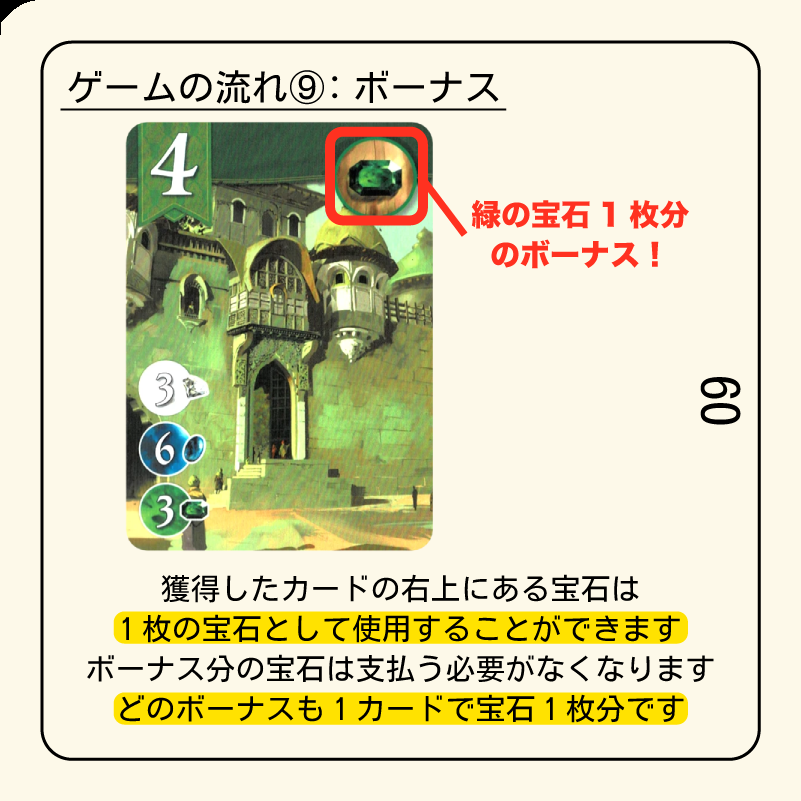 ゲームの流れ⑨：ボーナス
4
緑の宝石1枚分
のボーナス！
3
6
3
09
獲得したカードの右上にある宝石は
1枚の宝石として使用することができます
ボーナス分の宝石は支払う必要がなくなります
どのボーナスも1カードで宝石1枚分です